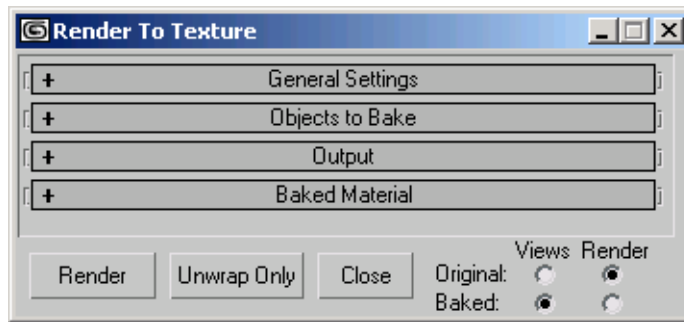 Render To Texture
+ General Settings
+ Objects to Bake
+ Output
+ Baked Material
Views Render
Render Unwrap Only Close Original:
Baked: